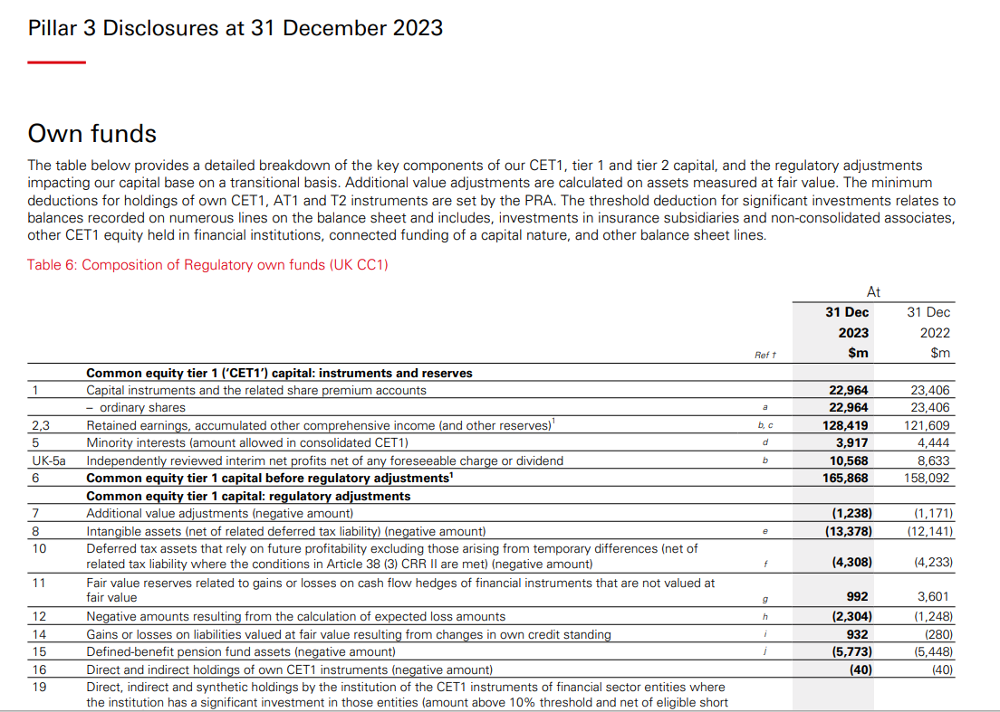 Pillar 3 Disclosures at 31 December 2023
Own funds
The table below provides a detailed breakdown of the key components of our CET1, tier 1 and tier 2 capital, and the regulatory adjustments
impacting our capital base on a transitional basis. Additional value adjustments are calculated on assets measured at fair value. The minimum
deductions for holdings of own CET1, AT1 and T2 instruments are set by the PRA. The threshold deduction for significant investments relates to
balances recorded on numerous lines on the balance sheet and includes, investments in insurance subsidiaries and non-consolidated associates,
other CET1 equity held in financial institutions, connected funding of a capital nature, and other balance sheet lines.
Table 6: Composition of Regulatory own funds (UK CC1)
At
31 Dec 31 Dec
2023 2022
Ref † $m $m
Common equity tier 1 ('CET1') capital: instruments and reserves
1 Capital instruments and the related share premium accounts 22,964 23,406
– ordinary shares a 22,964 23,406
2,3 Retained earnings, accumulated other comprehensive income (and other reserves)1 b, c 128,419 121,609
5 Minority interests (amount allowed in consolidated CET1) d 3,917 4,444
UK-5a Independently reviewed interim net profits net of any foreseeable charge or dividend b 10,568 8,633
6 Common equity tier 1 capital before regulatory adjustments1 165,868 158,092
Common equity tier 1 capital: regulatory adjustments
7 Additional value adjustments (negative amount) (1,238) (1,171)
8 Intangible assets (net of related deferred tax liability) (negative amount) e (13,378) (12,141)
10 Deferred tax assets that rely on future profitability excluding those arising from temporary differences (net of
related tax liability where the conditions in Article 38 (3) CRR II are met) (negative amount) f (4,308) (4,233)
11 Fair value reserves related to gains or losses on cash flow hedges of financial instruments that are not valued at
fair value g 992 3,601
12 Negative amounts resulting from the calculation of expected loss amounts h (2,304) (1,248)
14 Gains or losses on liabilities valued at fair value resulting from changes in own credit standing i 932 (280)
15 Defined-benefit pension fund assets (negative amount) j (5,773) (5,448)
16 Direct and indirect holdings of own CET1 instruments (negative amount) (40) (40)
19 Direct, indirect and synthetic holdings by the institution of the CET1 instruments of financial sector entities where
the institution has a significant investment in those entities (amount above 10% threshold and net of eligible short